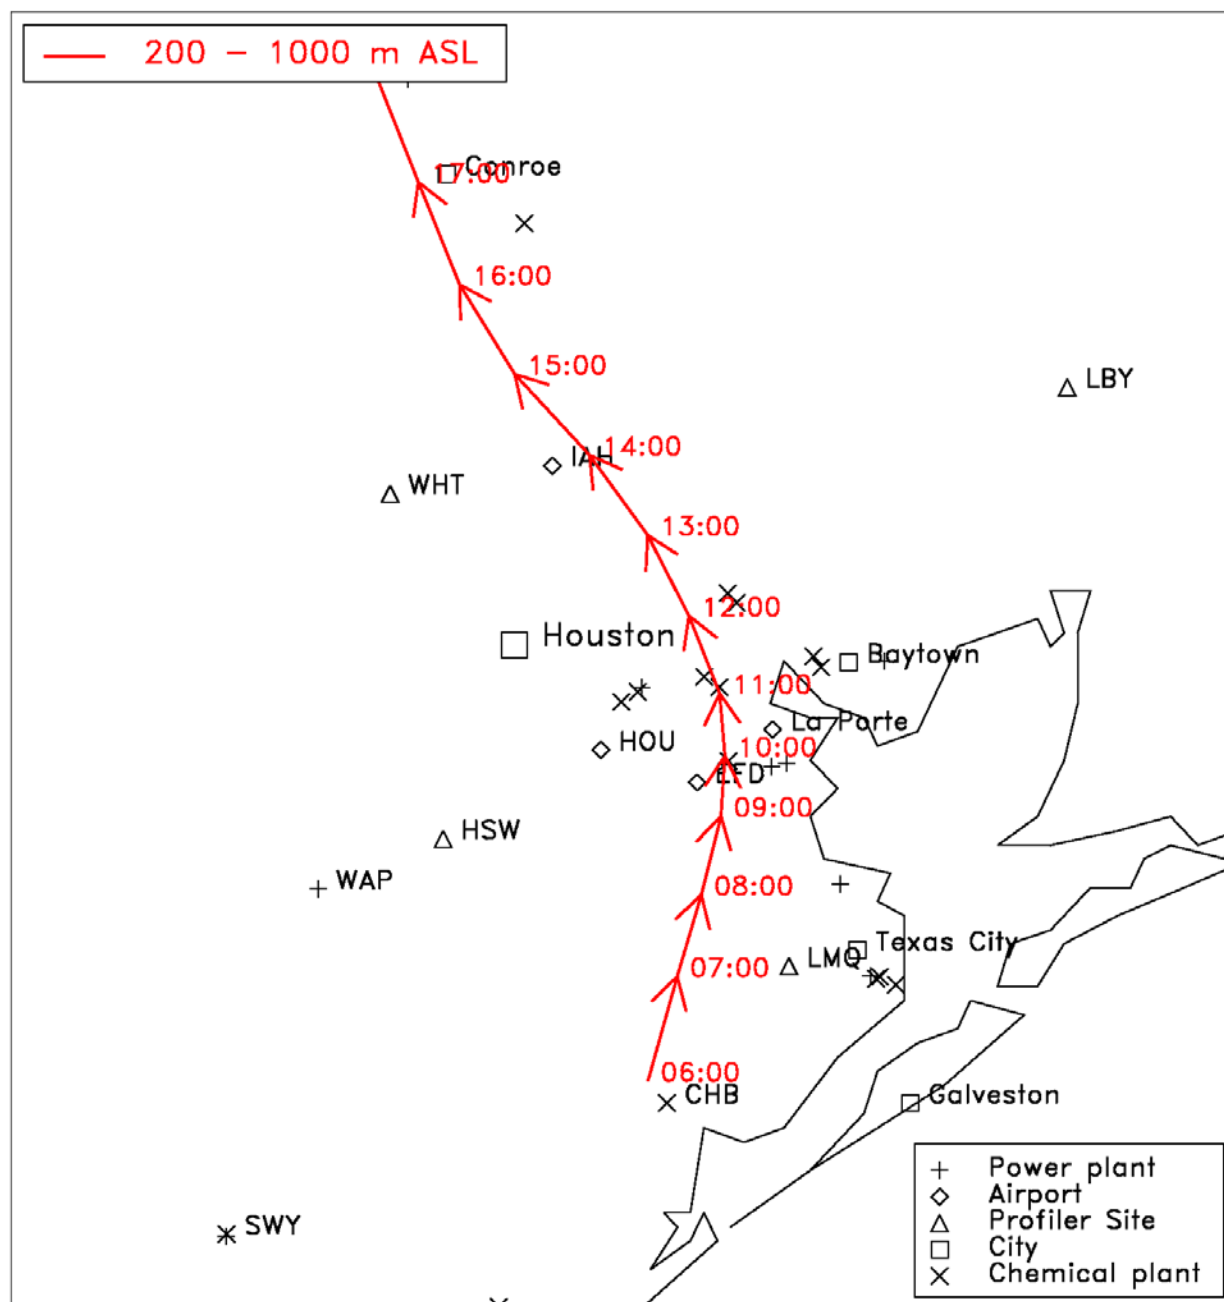 200 - 1000 m ASL
17:00
Conroe
16:00
15:00
LBY
14:00
IAH
WHT
13:00
12:00
Houston
Baytown
11:00
La Porte
HOU
10:00
EFD
09:00
HSW
WAP
08:00
Texas City
LMQ
07:00
06:00
CHB
Galveston
SWY
Power plant
Airport
Profiler Site
City
Chemical plant